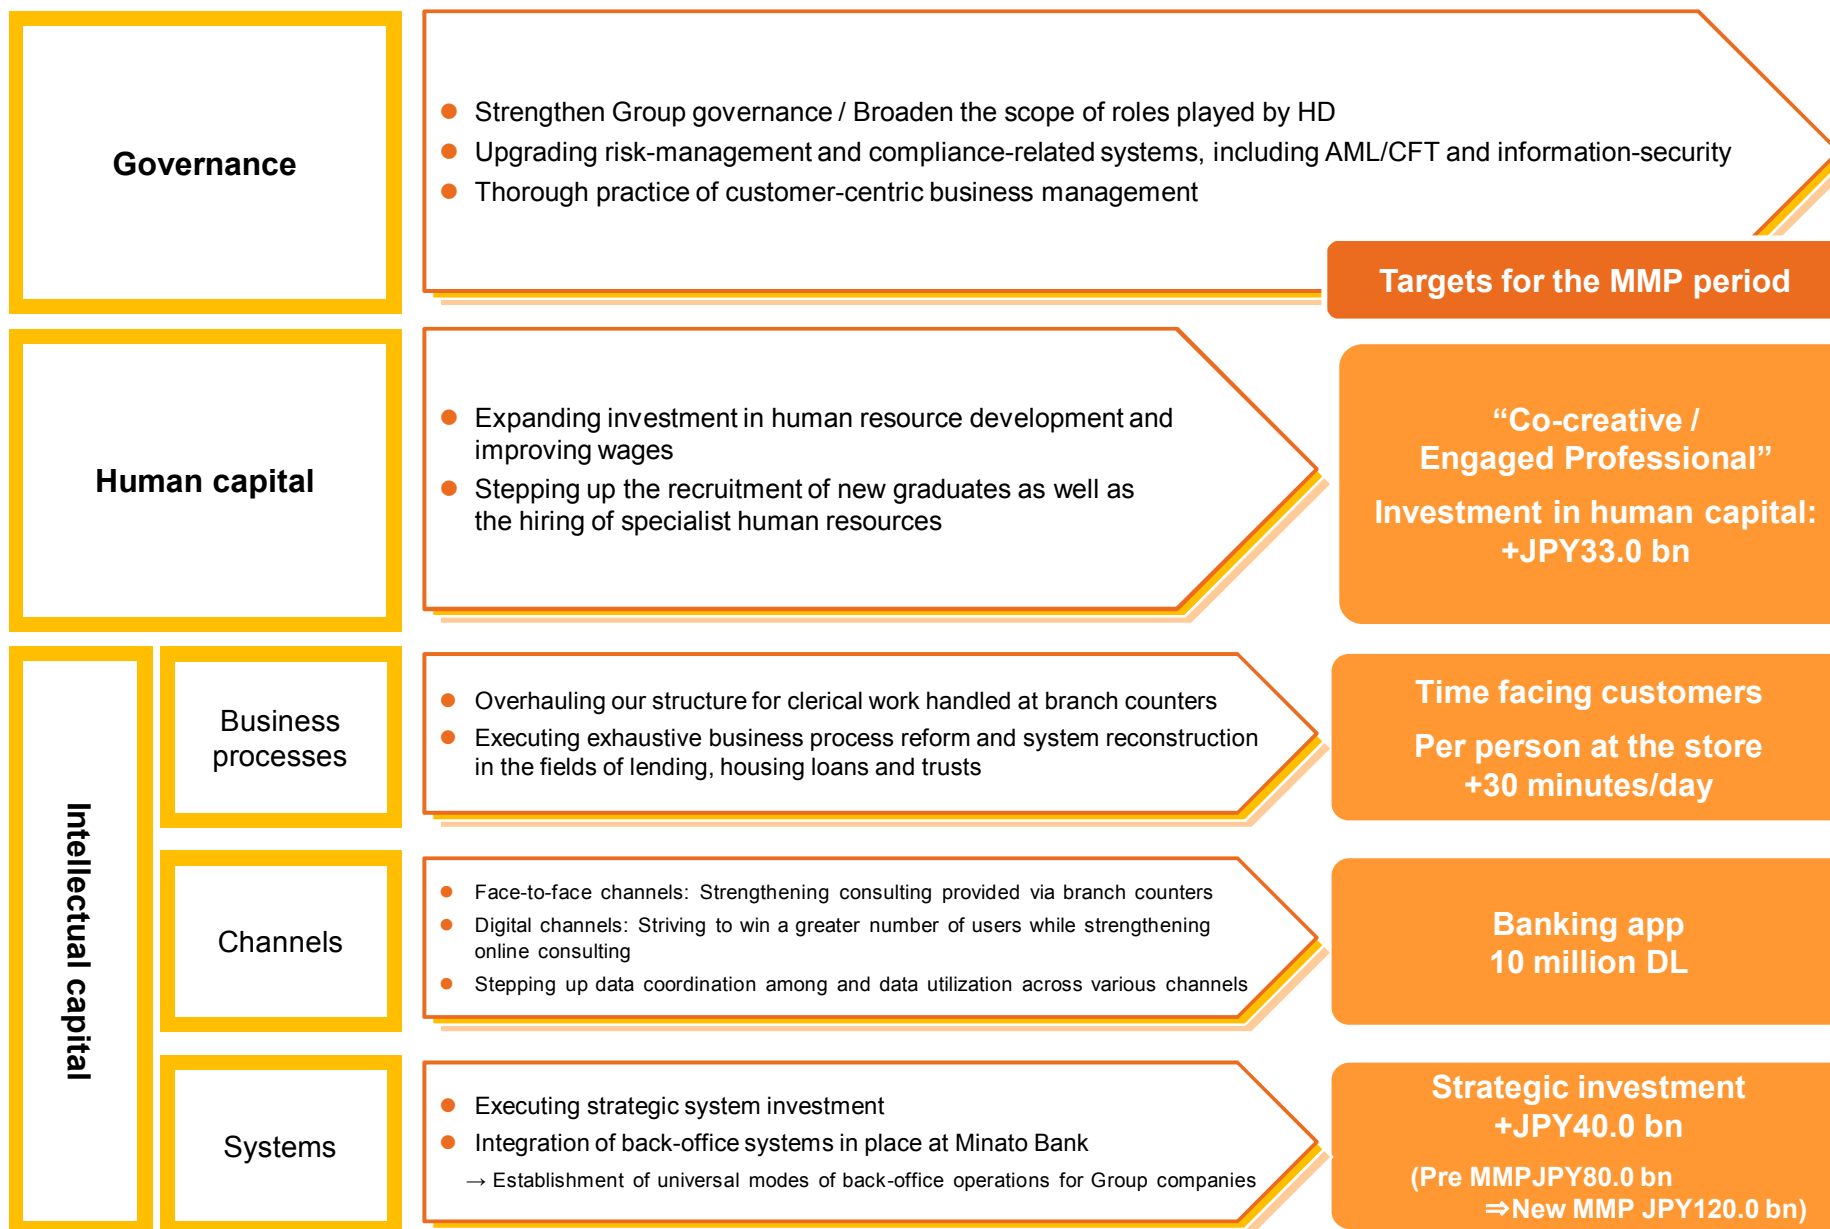 Governance
● Strengthen Group governance / Broaden the scope of roles played by HD
● Upgrading risk-management and compliance-related systems, including AML/CFT and information-security
● Thorough practice of customer-centric business management
Targets for the MMP period
Human capital
● Expanding investment in human resource development and
improving wages
● Stepping up the recruitment of new graduates as well as
the hiring of specialist human resources
“Co-creative /
Engaged Professional”
Investment in human capital:
+JPY33.0 bn
Intellectual capital
Business
processes
● Overhauling our structure for clerical work handled at branch counters
● Executing exhaustive business process reform and system reconstruction
in the fields of lending, housing loans and trusts
Time facing customers
Per person at the store
+30 minutes/day
Channels
● Face-to-face channels: Strengthening consulting provided via branch counters
● Digital channels: Striving to win a greater number of users while strengthening
online consulting
● Stepping up data coordination among and data utilization across various channels
Banking app
10 million DL
Systems
● Executing strategic system investment
● Integration of back-office systems in place at Minato Bank
→ Establishment of universal modes of back-office operations for Group companies
Strategic investment
+JPY40.0 bn
(Pre MMPJPY80.0 bn
⇒New MMP JPY120.0 bn)